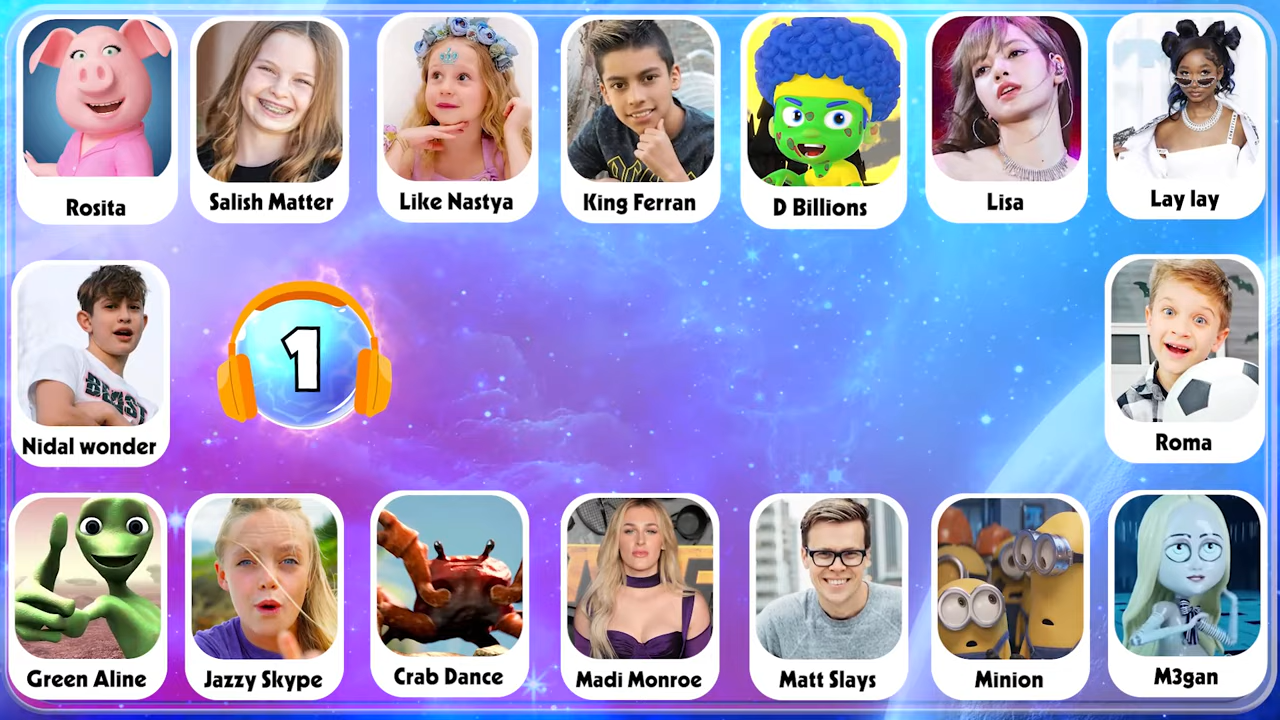 Rosita
Salish Matter
Like Nastya
King Ferran
D Billions
Lisa
Lay lay
Nidal wonder
BEAST
1
Roma
Green Aline
Jazzy Skype
Crab Dance
Madi Monroe
Matt Slays
Minion
M3gan